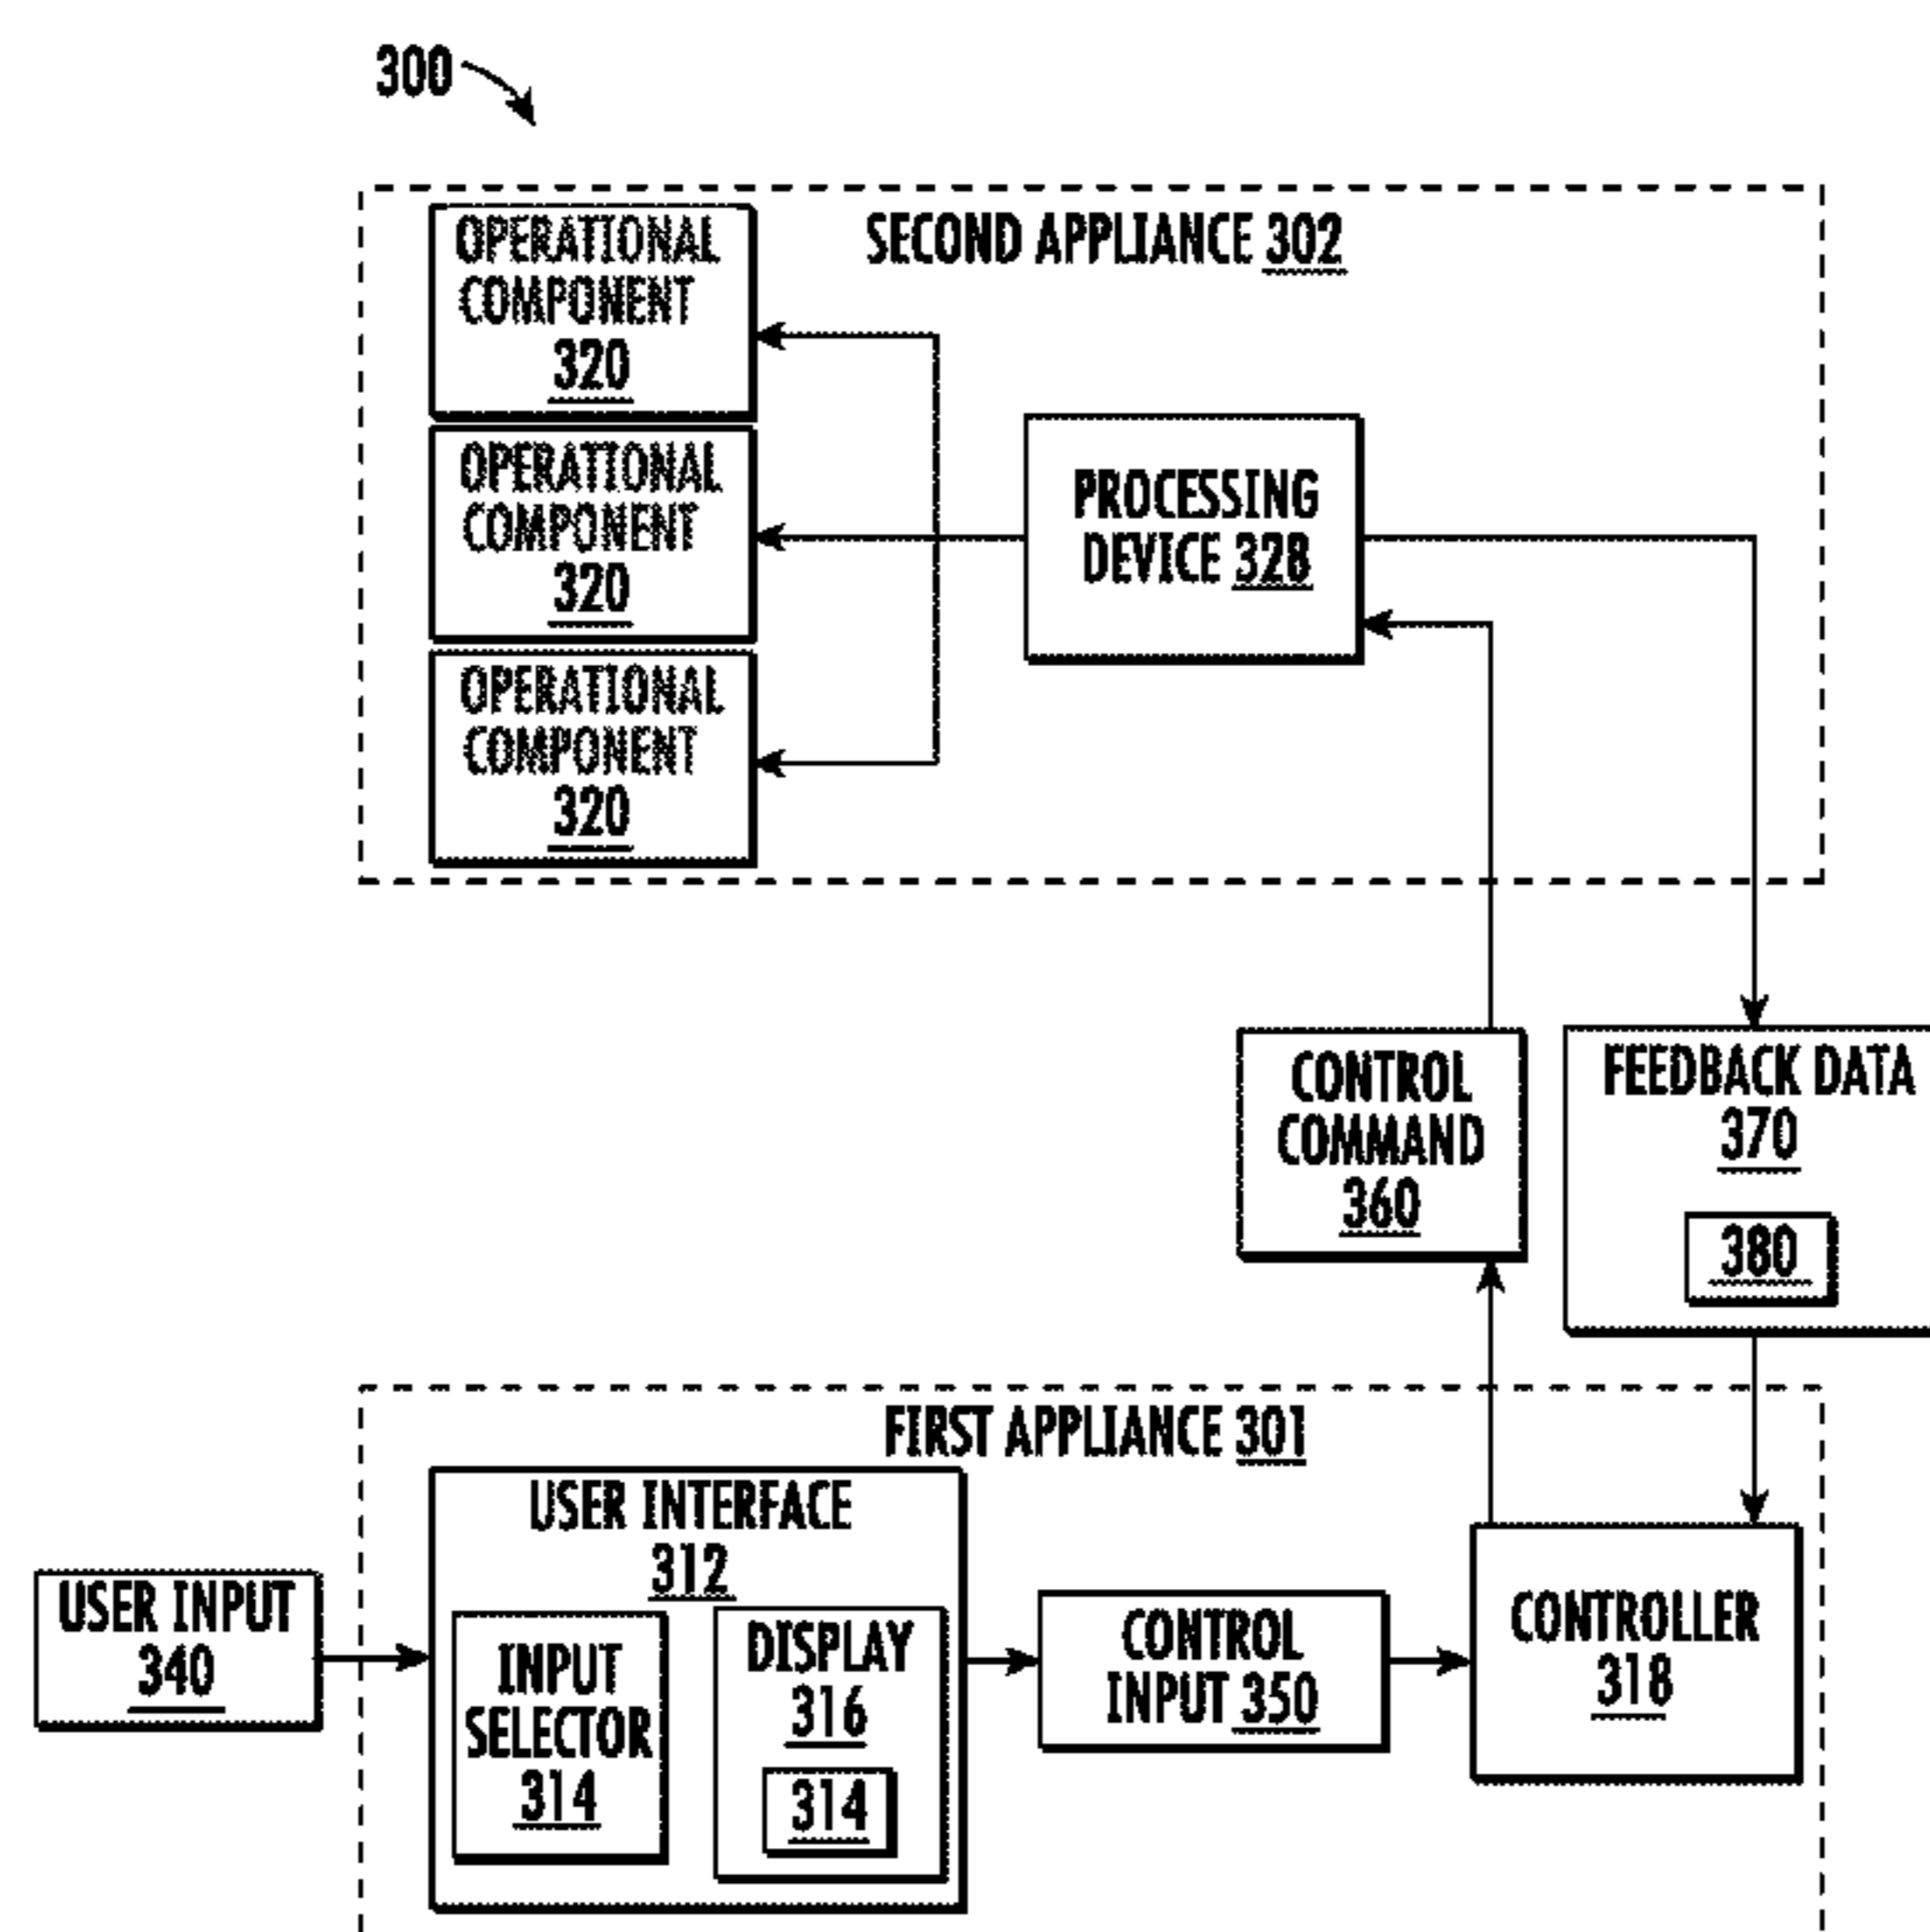 300
SECOND APPLIANCE 302
OPERATIONAL
COMPONENT
320
OPERATIONAL
COMPONENT
320
OPERATIONAL
COMPONENT
320
PROCESSING
DEVICE 328
CONTROL
COMMAND
360
FEEDBACK DATA
370
380
FIRST APPLIANCE 301
USER INPUT
340
USER INTERFACE
312
INPUT
SELECTOR
314
DISPLAY
316
314
CONTROL
INPUT 350
CONTROLLER
318